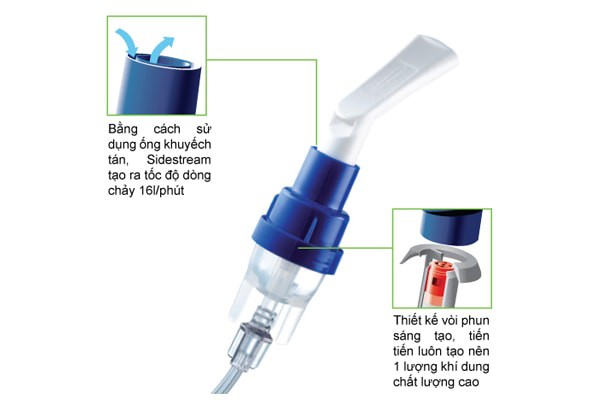 Bằng cách sử
dụng ống khuyếch
tán, Sidestream
tạo ra tốc độ dòng
chảy 16l/phút
Thiết kế vòi phun
sáng tạo, tiến
tiến luôn tạo nên
1 lượng khí dung
chất lượng cao